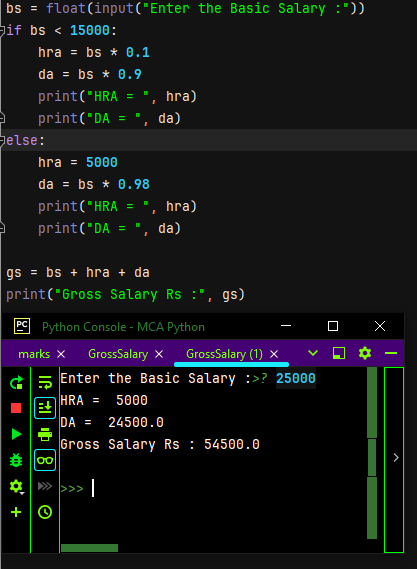 bs = float(input("Enter the Basic Salary :"))
if bs < 15000:
    hra = bs * 0.1
    da = bs * 0.9
    print("HRA = ", hra)
    print("DA = ", da)
else:
    hra = 5000
    da = bs * 0.98
    print("HRA = ", hra)
    print("DA = ", da)

gs = bs + hra + da
print("Gross Salary Rs :", gs)
PC Python Console - MCA Python
marks GrossSalary GrossSalary (1)
Enter the Basic Salary :>? 25000
HRA =  5000
DA =  24500.0
Gross Salary Rs : 54500.0

>>>